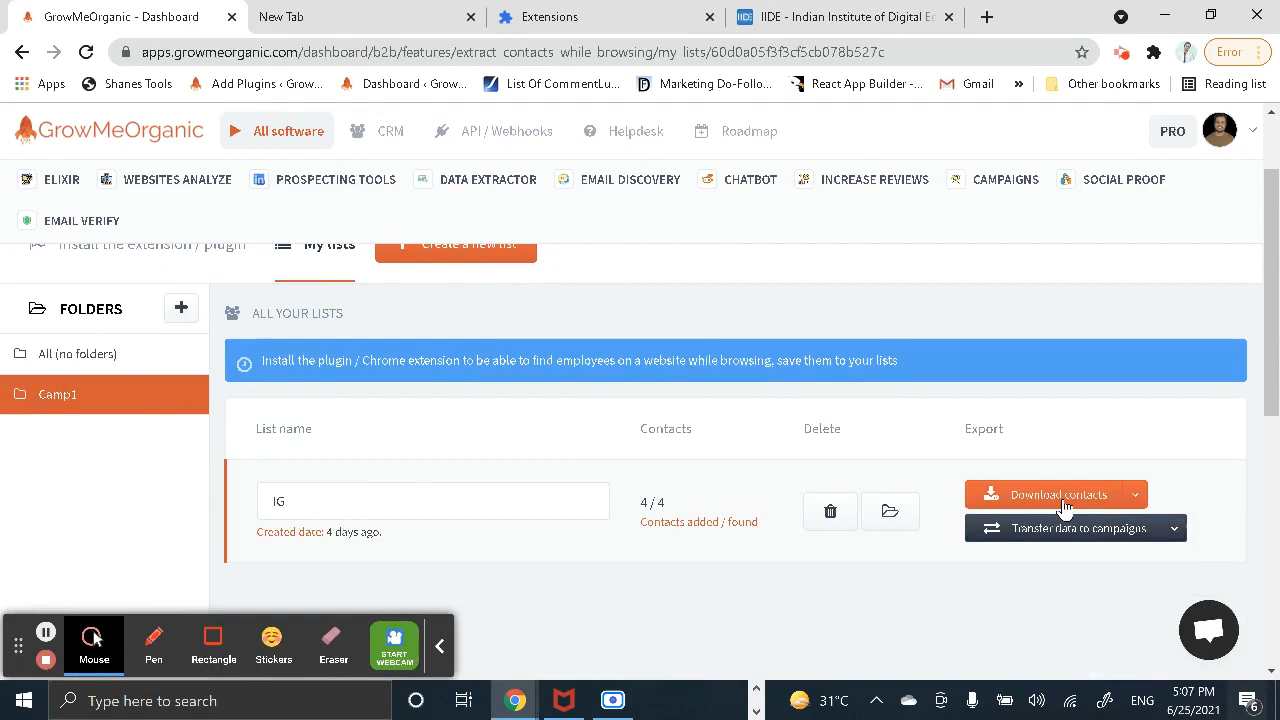 GrowMeOrganic - Dashboard
New Tab
Extensions
IIDE - Indian Institute of Digital Ec
apps.growmeorganic.com/dashboard/b2b/features/extract_contacts_while_browsing/my_lists/60d0a05f3f3cf5cb078b527c
Error
Apps
Shanes Tools
Add Plugins ‹ Grow...
Dashboard ‹ Grow...
List Of CommentLu...
Marketing Do-Follo...
React App Builder -...
Gmail
»
Other bookmarks
Reading list
GrowMeOrganic
All software
CRM
API / Webhooks
Helpdesk
Roadmap
PRO
ELIXIR
WEBSITES ANALYZE
PROSPECTING TOOLS
DATA EXTRACTOR
EMAIL DISCOVERY
CHATBOT
INCREASE REVIEWS
CAMPAIGNS
SOCIAL PROOF
EMAIL VERIFY
Install the extension / plugin
My lists
Create a new list
FOLDERS
All (no folders)
Camp1
ALL YOUR LISTS
Install the plugin / Chrome extension to be able to find employees on a website while browsing, save them to your lists
List name
Contacts
Delete
Export
IG
Created date: 4 days ago.
4 / 4
Contacts added / found
Download contacts
Transfer data to campaigns
Mouse
Pen
Rectangle
Stickers
Eraser
START
WEBCAM
Type here to search
31°C
ENG
5:07 PM
6/25/2021
6